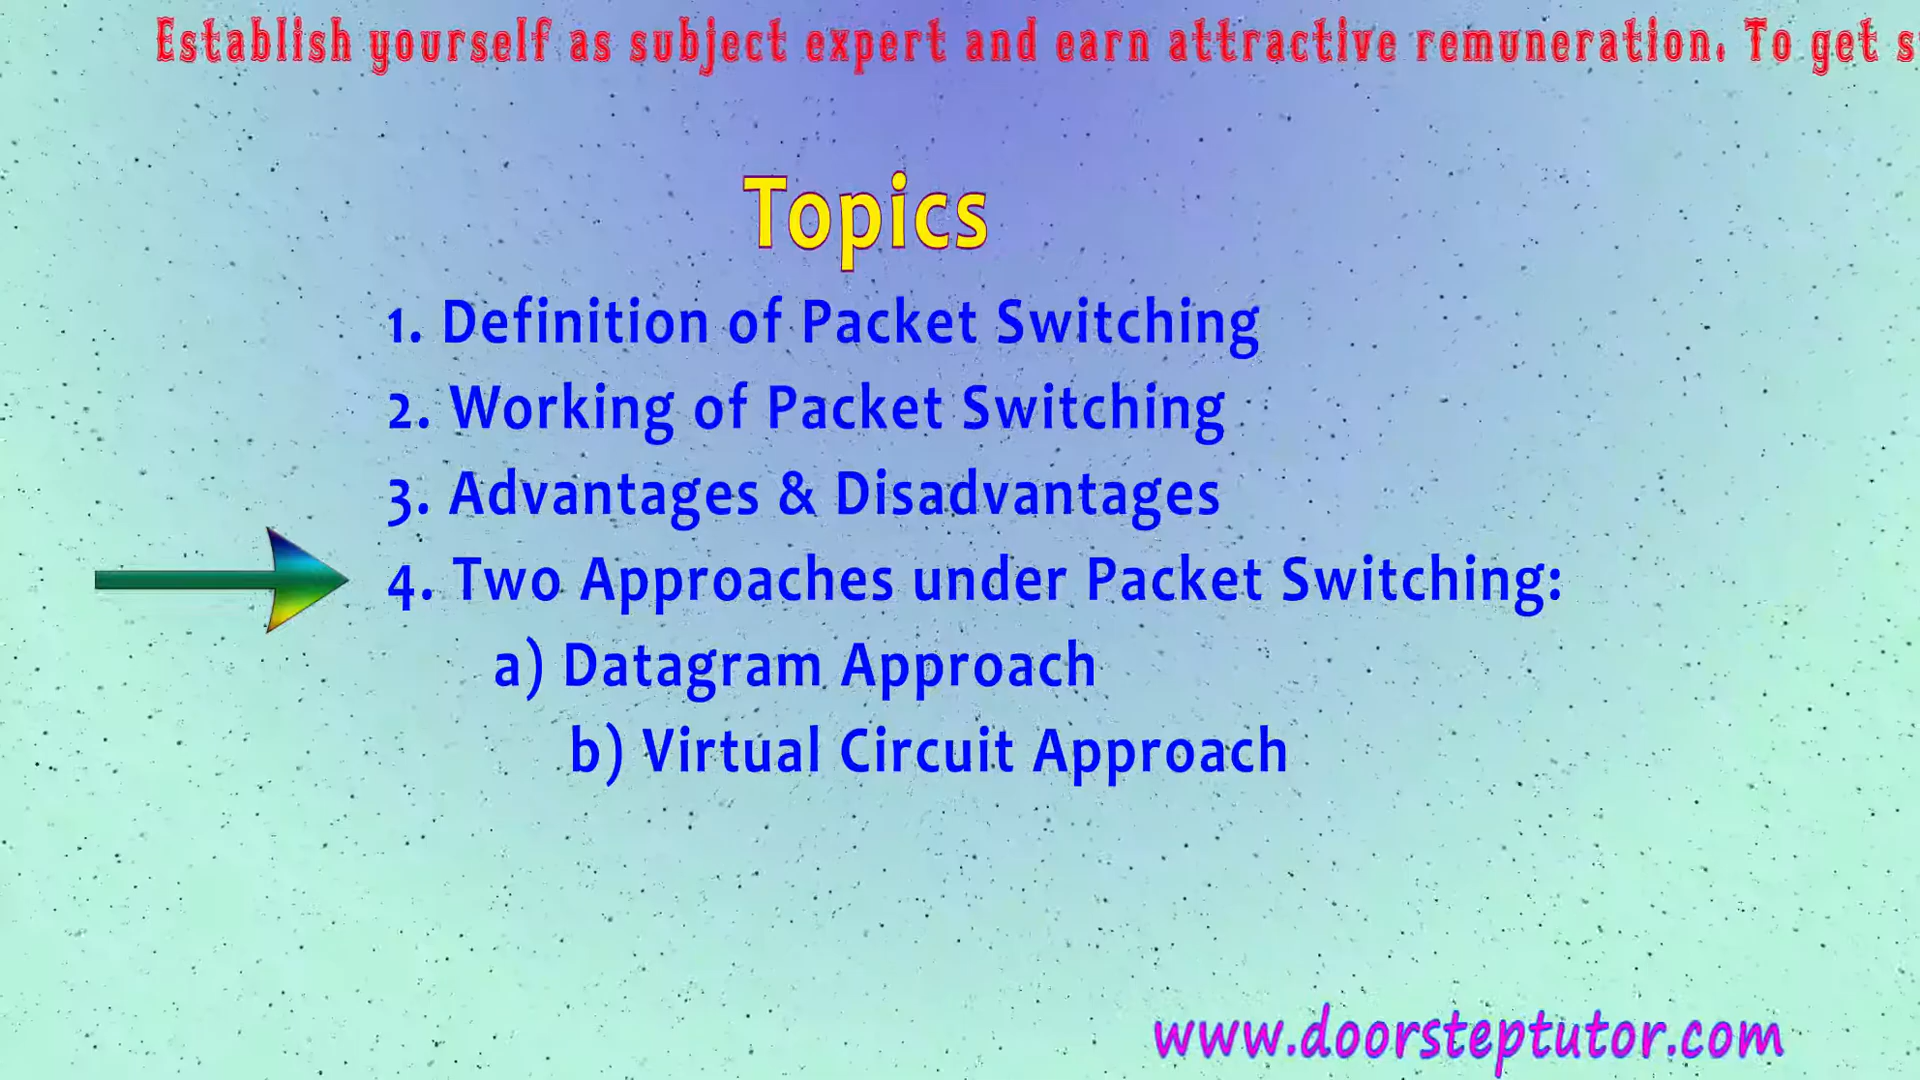 Establish yourself as subject expert and earn attractive remuneration. To get
Topics
1. Definition of Packet Switching
2. Working of Packet Switching
3. Advantages & Disadvantages
4. Two Approaches under Packet Switching:
a) Datagram Approach
b) Virtual Circuit Approach
www.doorsteptutor.com